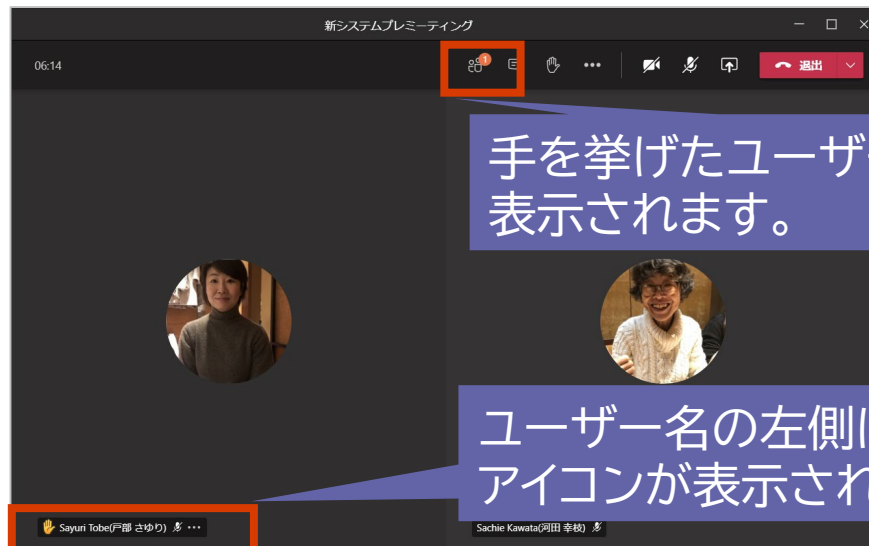 新システムプレミーティング
06:14
1
退出
手を挙げたユーザー
表示されます。
ユーザー名の左側に
アイコンが表示され
Sayuri Tobe(戸部 さゆり)
Sachie Kawata(河田 幸枝)